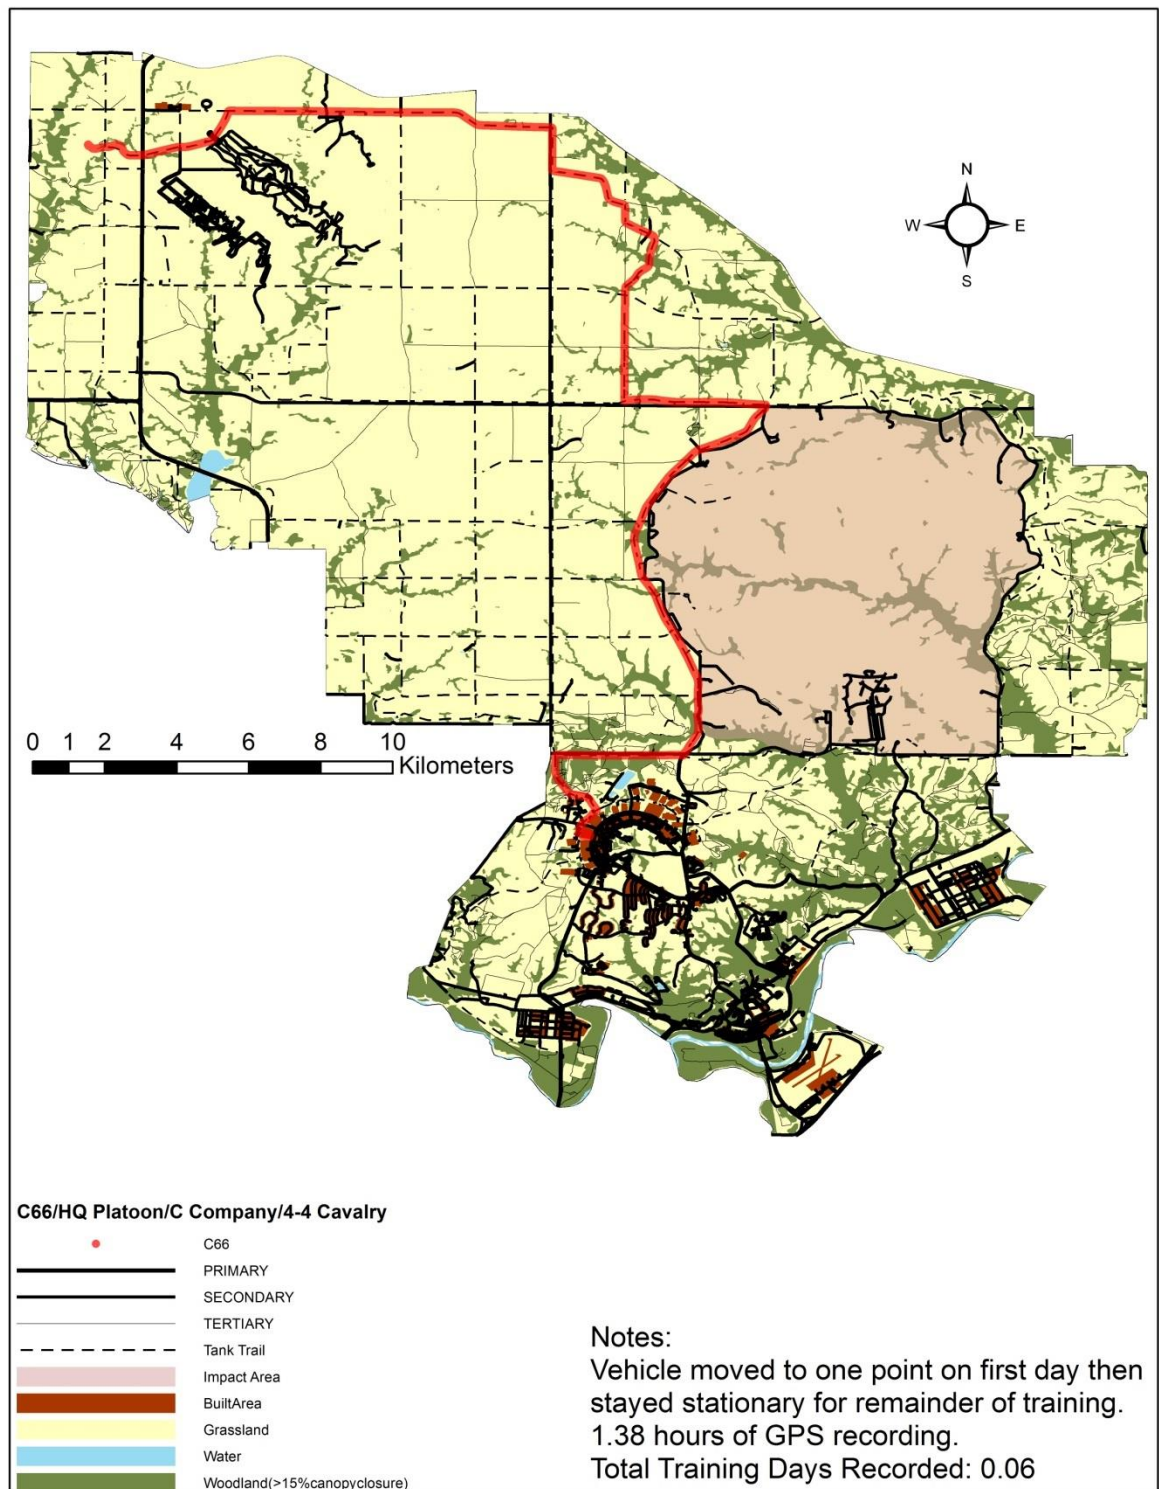 N
W E
S
0 1 2 4 6 8 10
Kilometers
C66/HQ Platoon/C Company/4-4 Cavalry
C66
PRIMARY
SECONDARY
TERTIARY
Tank Trail
Impact Area
BuiltArea
Grassland
Water
Woodland(>15%canopyclosure)
Notes:
Vehicle moved to one point on first day then
stayed stationary for remainder of training.
1.38 hours of GPS recording.
Total Training Days Recorded: 0.06